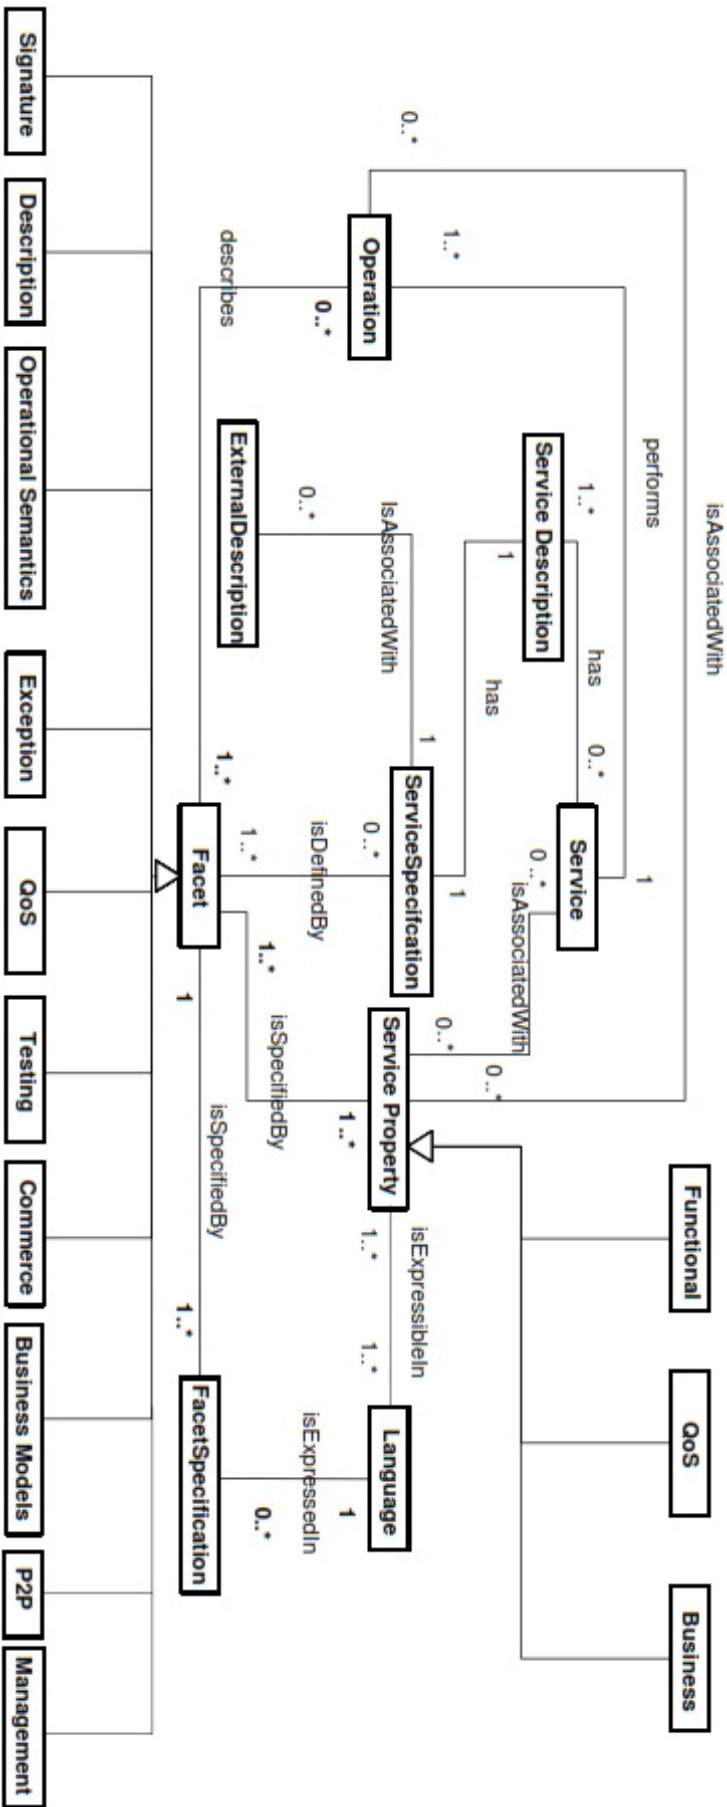 isAssociatedWith
Functional
QoS
Business
performs
1
1..*
has
0..*
Service
Service Description
0..*
isAssociatedWith
1
has
0..*
1..*
1
0..*
1
0..*
ServiceSpecifcation
isExpressibleIn
IsAssociatedWith
Service Property
Language
Operation
0..*
1..*
1..*
1..*
1
0..*
isDefinedBy
isExpressedIn
0..*
isSpecifiedBy
1..*
0..*
1..*
ExternalDescription
describes
1..*
isSpecifiedBy
Facet
FacetSpecification
1
1..*
Signature
Description
Operational Semantics
Exception
QoS
Testing
Commerce
Business Models
P2P
Management